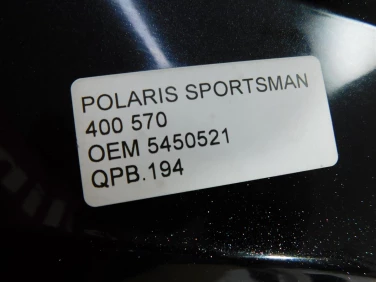 POLARIS SPORTSMAN
400 570
OEM 5450521
QPB.194